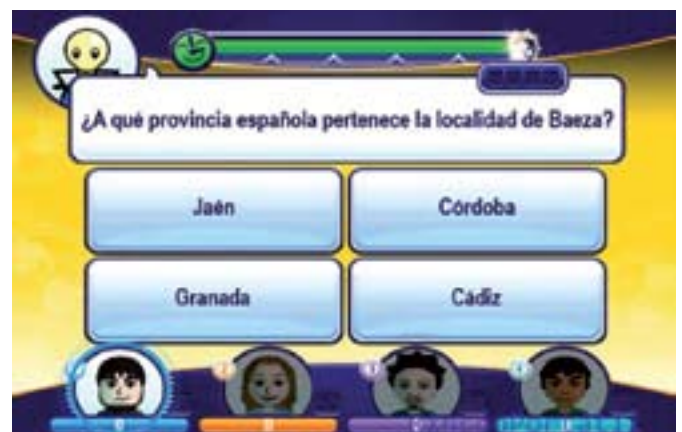 ¿A qué provincia española pertenece la localidad de Baeza?
Jaén
Córdoba
Granada
Cádiz